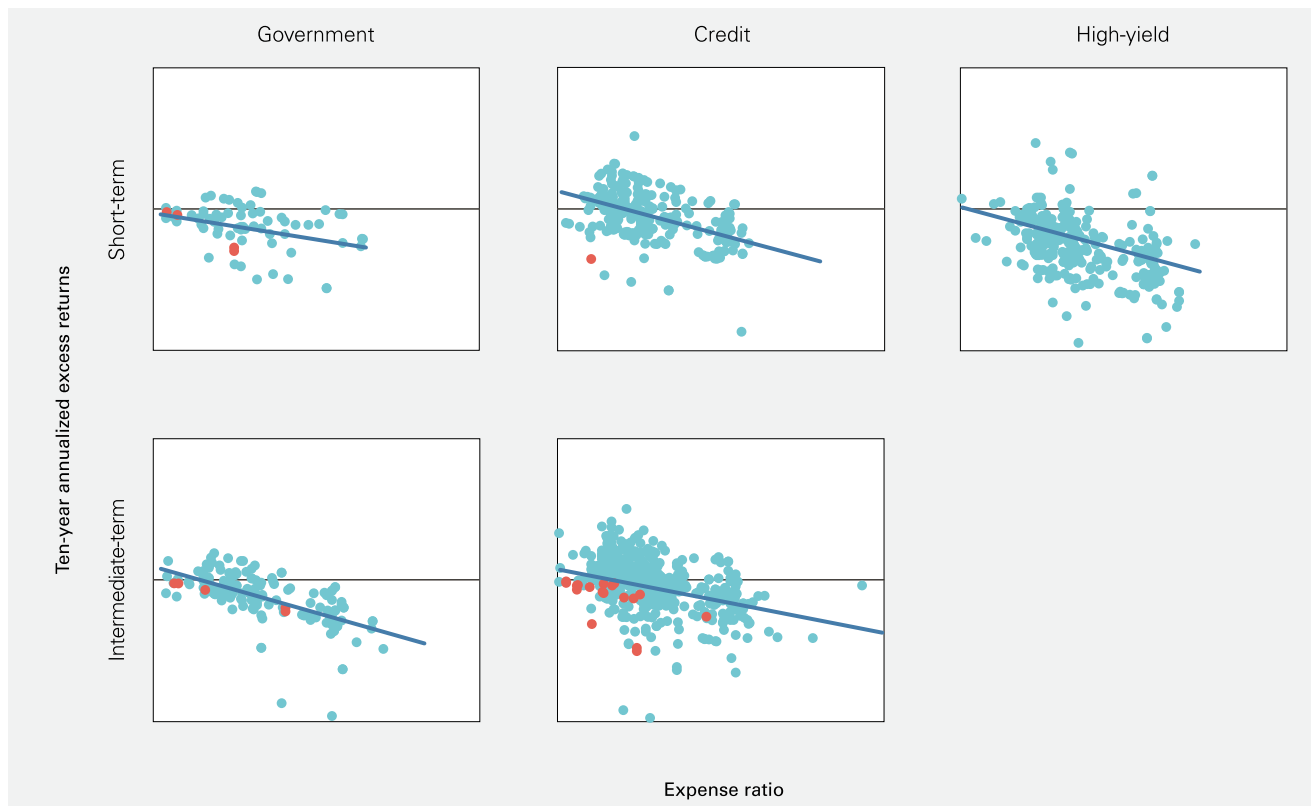 Government
Credit
High-yield
Short-term
Intermediate-term
Ten-year annualized excess returns
Expense ratio